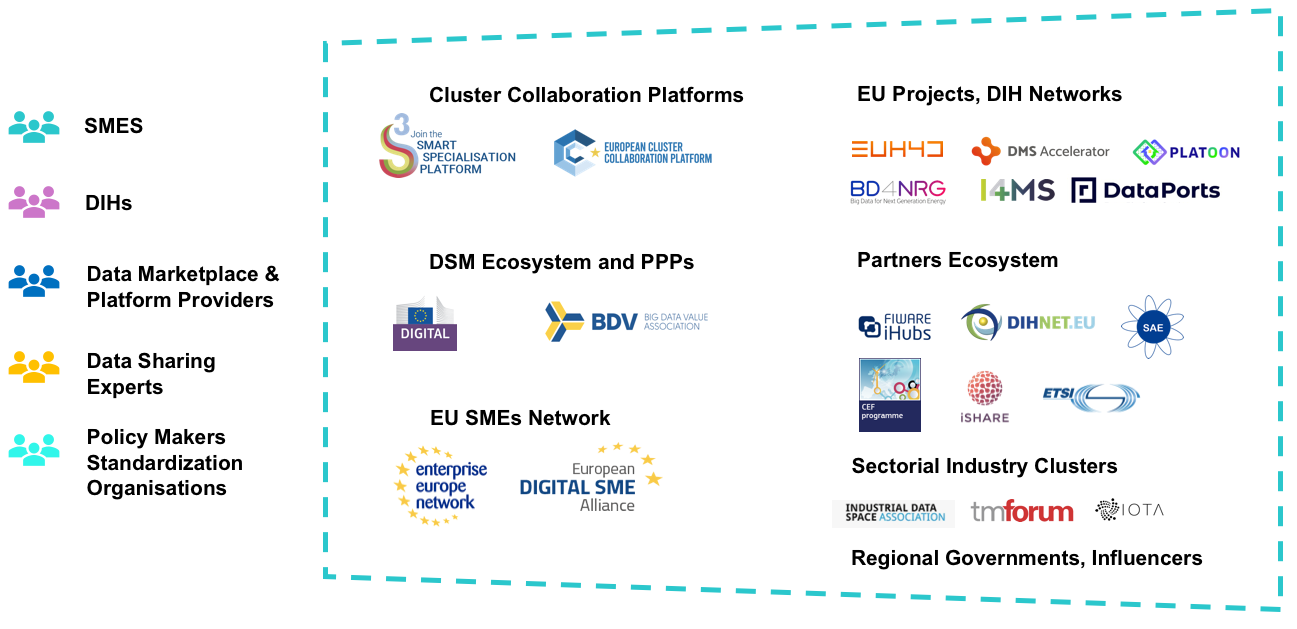 SMES
DIHs
Data Marketplace &
Platform Providers
Data Sharing
Experts
Policy Makers
Standardization
Organisations
Cluster Collaboration Platforms
S3
Join the
SMART
SPECIALISATION
PLATFORM
EUROPEAN CLUSTER
COLLABORATION PLATFORM
DSM Ecosystem and PPPs
DIGITAL
BDV BIG DATA VALUE
ASSOCIATION
EU SMEs Network
enterprise
europe
network
European
DIGITAL SME
Alliance
EU Projects, DIH Networks
EUH4D
DMS Accelerator
PLATOON
BD4NRG
Big Data for Next Generation Energy
I4MS
DataPorts
Partners Ecosystem
FIWARE
iHubs
DIHNET.EU
SAE
CEF
programme
iSHARE
ETSI
Sectorial Industry Clusters
INDUSTRIAL DATA
SPACE ASSOCIATION
tmforum
IOTA
Regional Governments, Influencers